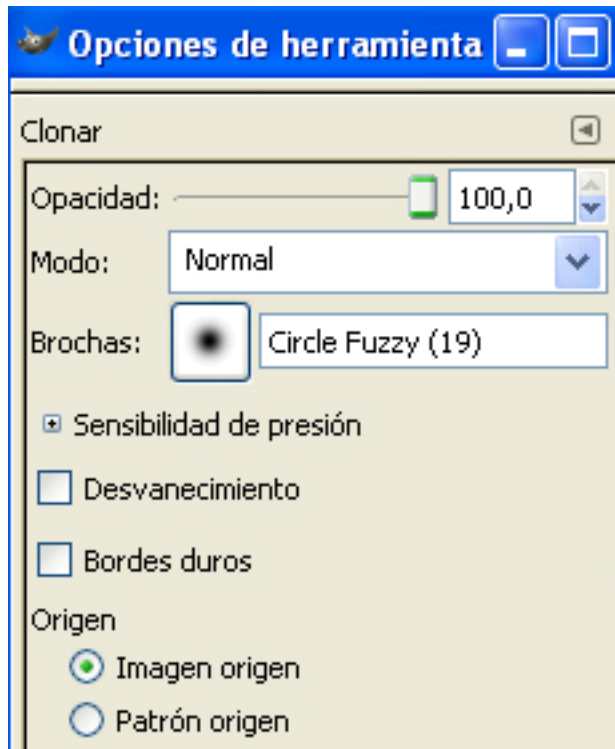 Opciones de herramienta
Clonar
Opacidad: 100,0
Modo: Normal
Brochas: Circle Fuzzy (19)
Sensibilidad de presión
Desvanecimiento
Bordes duros
Origen
Imagen origen
Patrón origen